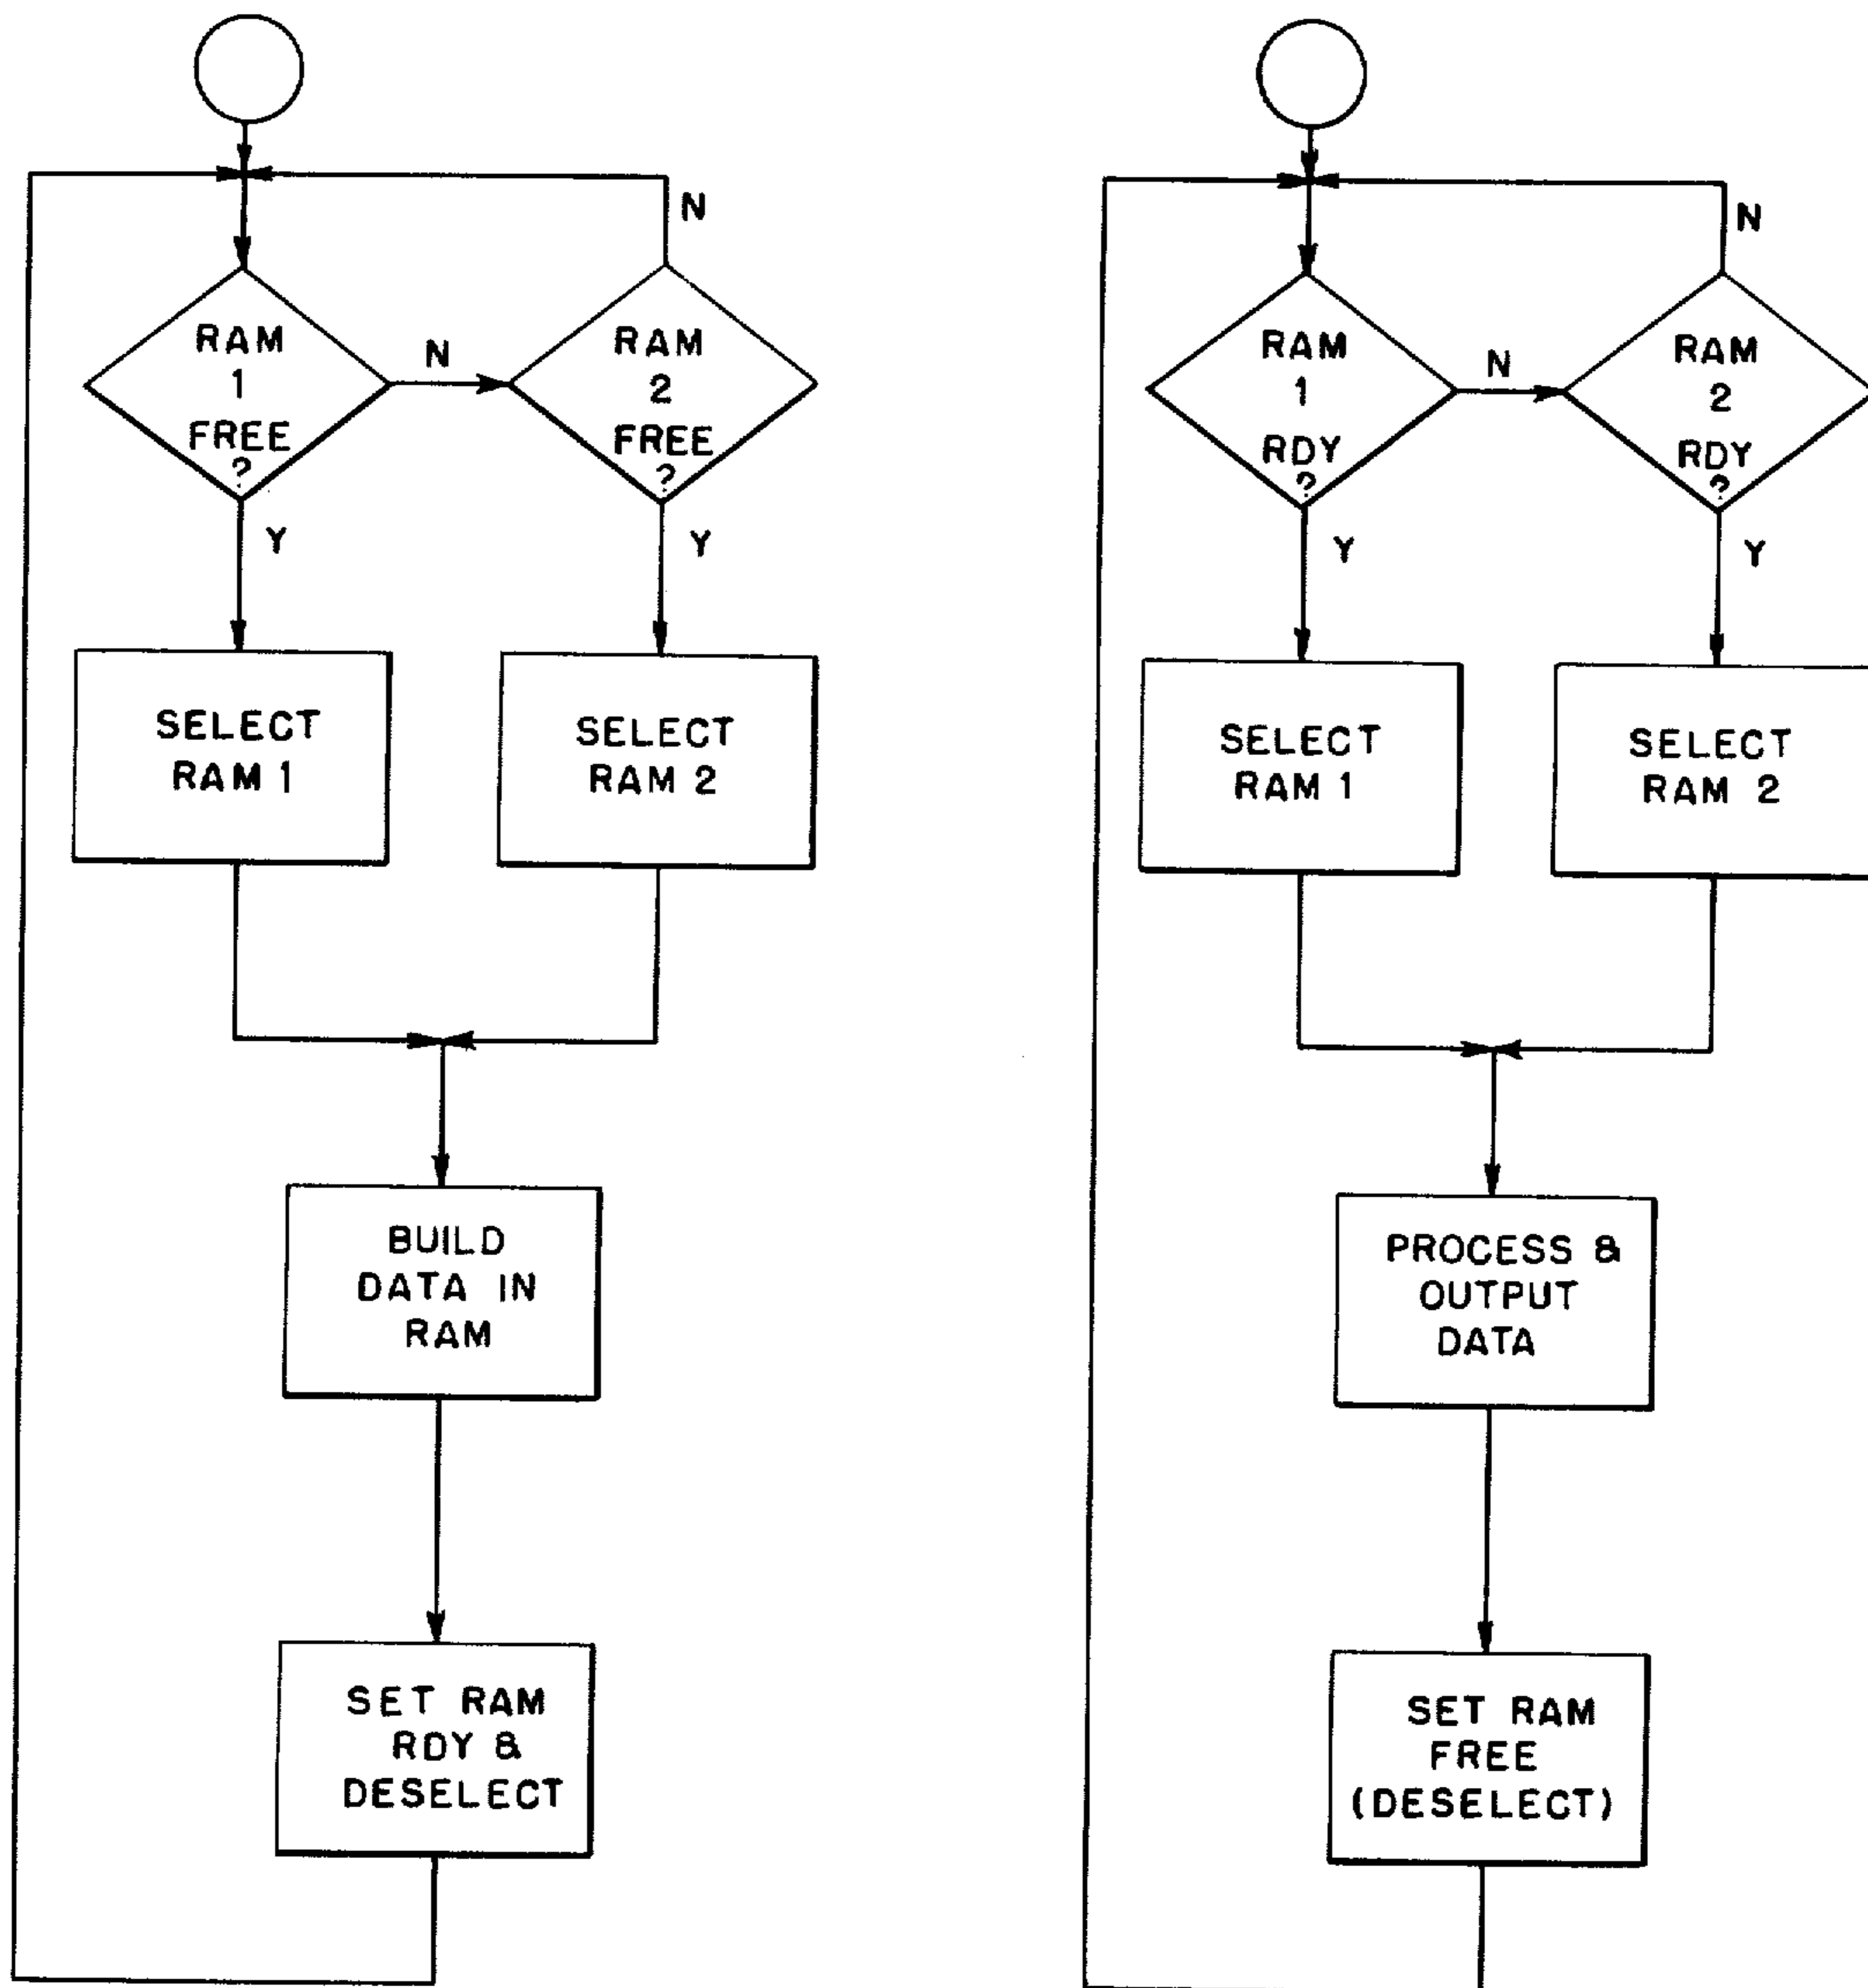 N
RAM
1
FREE
?
N
RAM
2
FREE
?
Y
Y
SELECT
RAM 1
SELECT
RAM 2
BUILD
DATA IN
RAM
SET RAM
RDY &
DESELECT
N
RAM
1
RDY
?
N
RAM
2
RDY
?
Y
Y
SELECT
RAM 1
SELECT
RAM 2
PROCESS &
OUTPUT
DATA
SET RAM
FREE
(DESELECT)